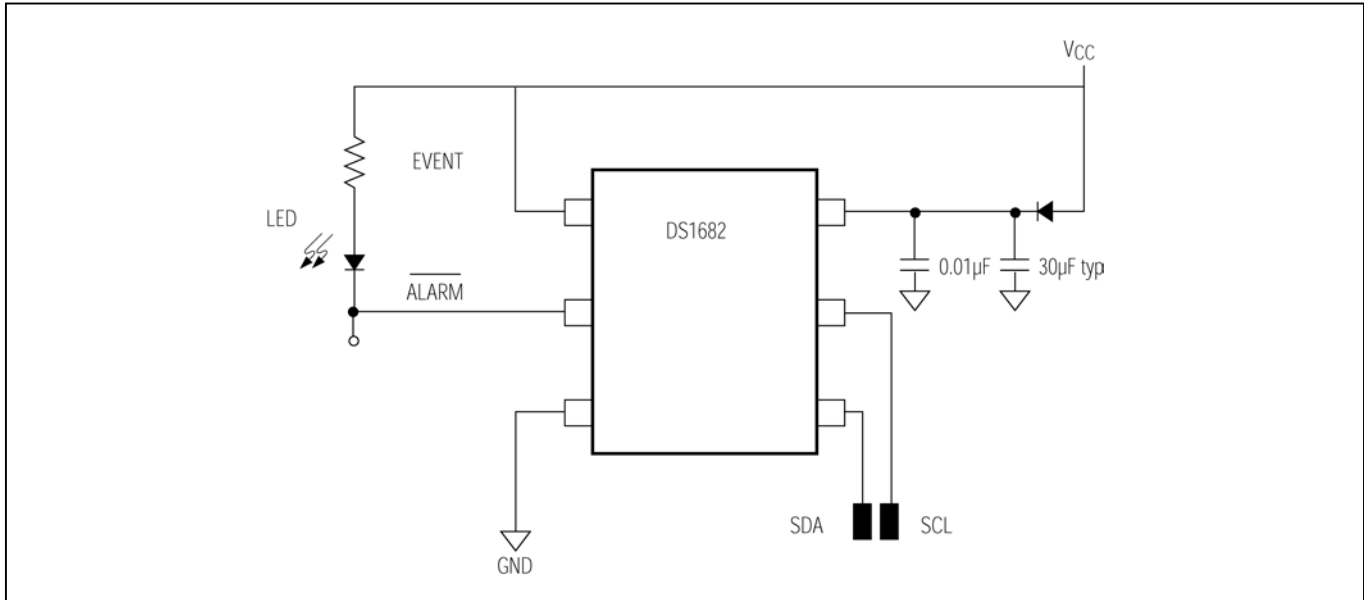 VCC
EVENT
LED
DS1682
0.01µF
30µF typ
ALARM
SDA
SCL
GND